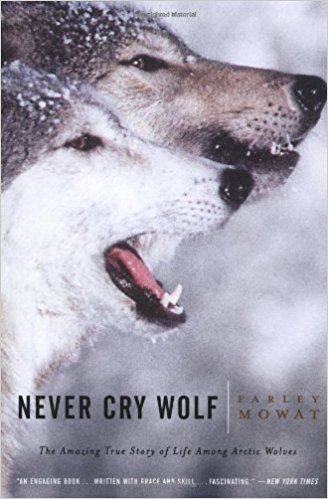 NEVER CRY WOLF
FARLEY
MOWAT
The Amazing True Story of Life Among Arctic Wolves
"AN ENGAGING BOOK . . . WRITTEN WITH GRACE AND SKILL. . . . FASCINATING." — NEW YORK TIMES